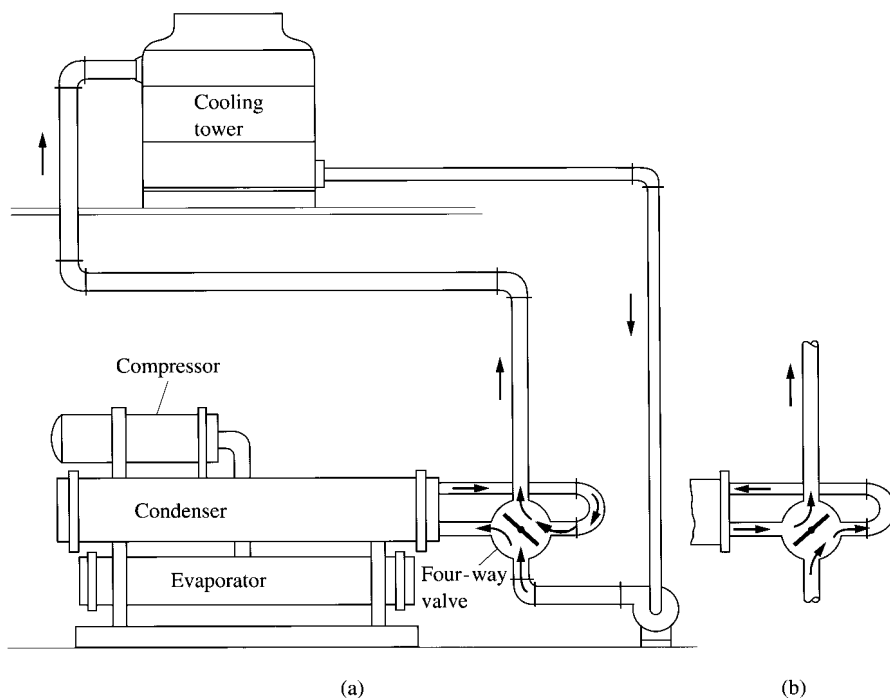 Cooling
tower
Compressor
Condenser
Evaporator
Four-way
valve
(a)
(b)